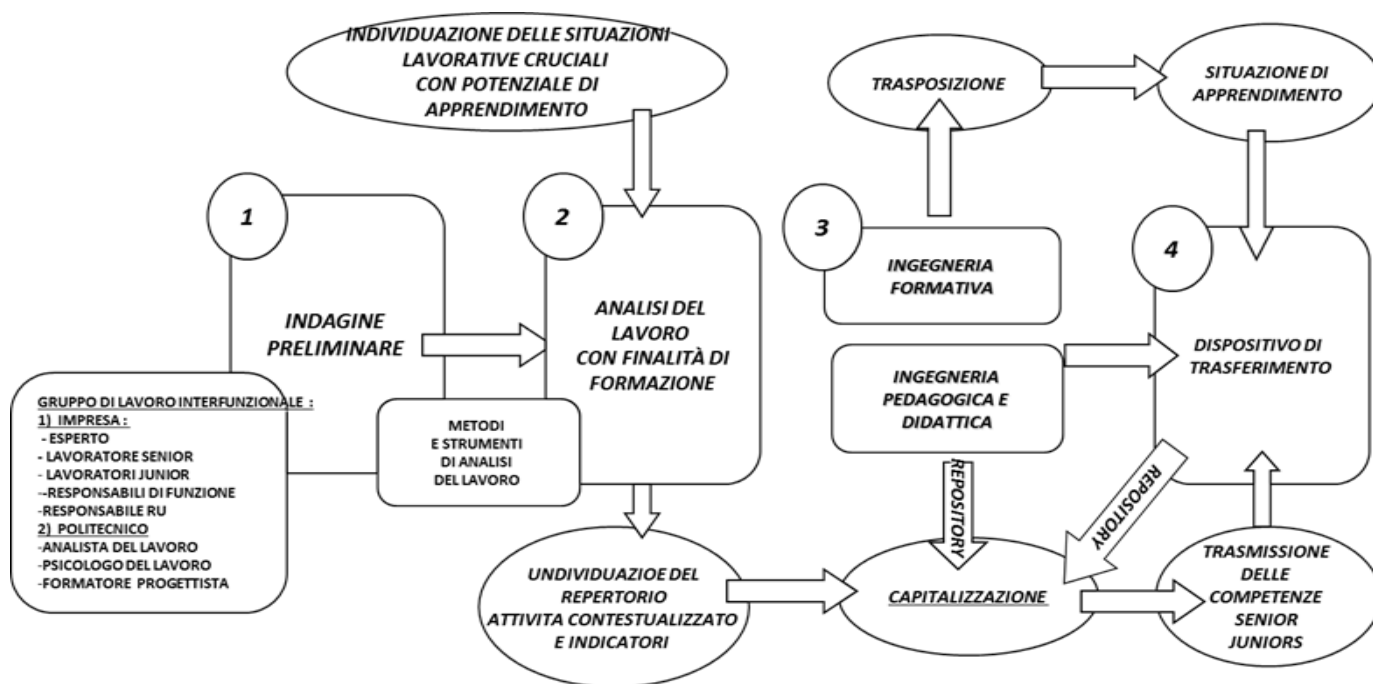 INDIVIDUAZIONE DELLE SITUAZIONI
LAVORATIVE CRUCIALI
CON POTENZIALE DI
APPRENDIMENTO
1
INDAGINE
PRELIMINARE
GRUPPO DI LAVORO INTERFUNZIONALE :
1) IMPRESA :
- ESPERTO
- LAVORATORE SENIOR
- LAVORATORI JUNIOR
--RESPONSABILI DI FUNZIONE
-RESPONSABILE RU
2) POLITECNICO
-ANALISTA DEL LAVORO
-PSICOLOGO DEL LAVORO
-FORMATORE PROGETTISTA
2
ANALISI DEL
LAVORO
CON FINALITÀ DI
FORMAZIONE
METODI
E STRUMENTI
DI ANALISI
DEL LAVORO
UNDIVIDUAZIOE DEL
REPERTORIO
ATTIVITA CONTESTUALIZZATO
E INDICATORI
TRASPOSIZIONE
SITUAZIONE DI
APPRENDIMENTO
3
INGEGNERIA
FORMATIVA
INGEGNERIA
PEDAGOGICA E
DIDATTICA
4
DISPOSITIVO DI
TRASFERIMENTO
REPOSITORY
REPOSITORY
CAPITALIZZAZIONE
TRASMISSIONE
DELLE
COMPETENZE
SENIOR
JUNIORS